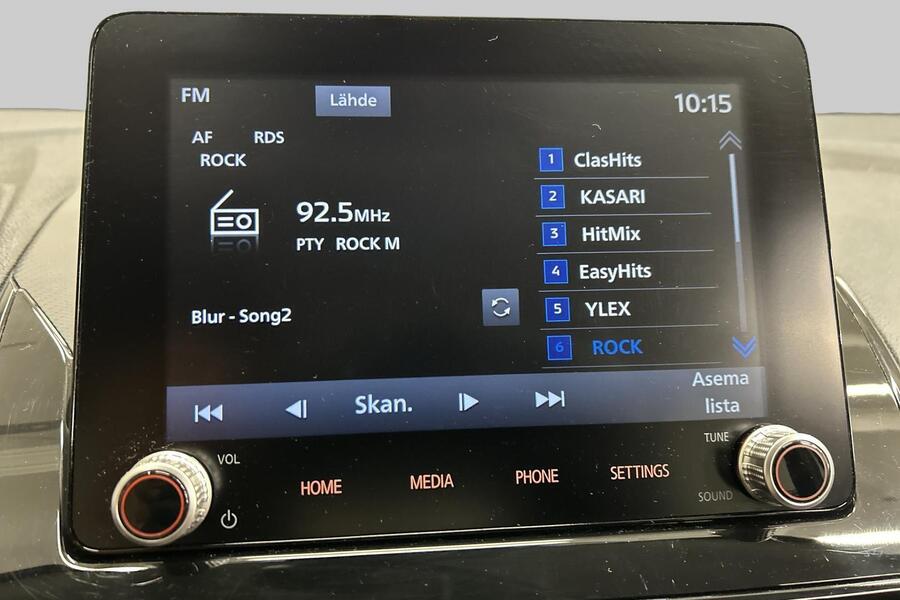 FM
Lähde
10:15
AF RDS
ROCK
92.5MHz
PTY ROCK M
Blur - Song2
1 ClasHits
2 KASARI
3 HitMix
4 EasyHits
5 YLEX
6 ROCK
Skan.
Asema
lista
VOL
TUNE
HOME
MEDIA
PHONE
SETTINGS
SOUND